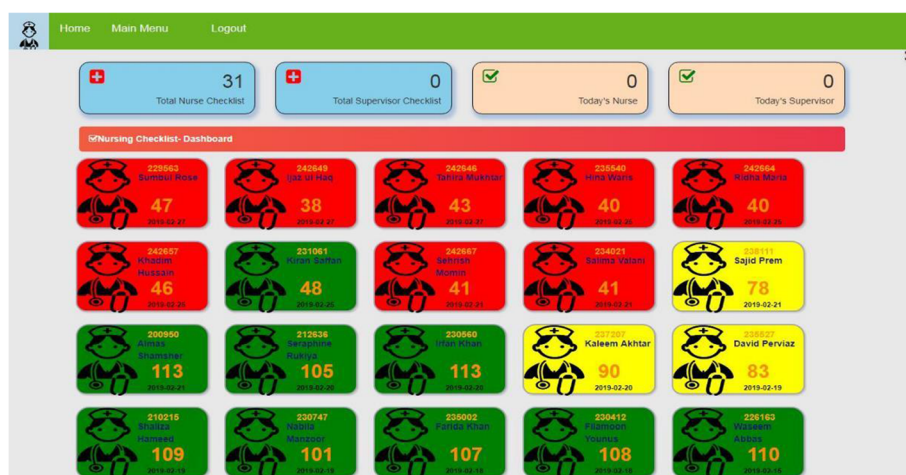 Home Main Menu Logout
31
Total Nurse Checklist
0
Total Supervisor Checklist
0
Today's Nurse
0
Today's Supervisor
Nursing Checklist- Dashboard
229563
Sumbul Rose
47
2019-02-27
242649
Ijaz ul Haq
38
2019-02-27
242646
Tahira Mukhtar
43
2019-02-27
235540
Hina Waris
40
242664
Ridha Maria
40
242657
Khadim
Hussain
46
2019-02-25
231061
Kiran Saffan
48
2019-02-25
242667
Sehrish
Momin
41
2019-02-21
234021
Salima Valani
41
2019-02-21
Sajid Prem
78
2019-02-21
200950
Almas
Shamsher
113
2019-02-21
212636
Seraphine
Rukiya
105
2019-02-20
230560
Irfan Khan
113
2019-02-20
237207
Kaleem Akhtar
90
2019-02-20
235527
David Perviaz
83
2019-02-19
210215
Shaliza
Hameed
109
2019-02-19
230747
Nabila
Manzoor
101
2019-02-19
235002
Farida Khan
107
230412
Filamoon
Younus
108
226163
Waseem
Abbas
110